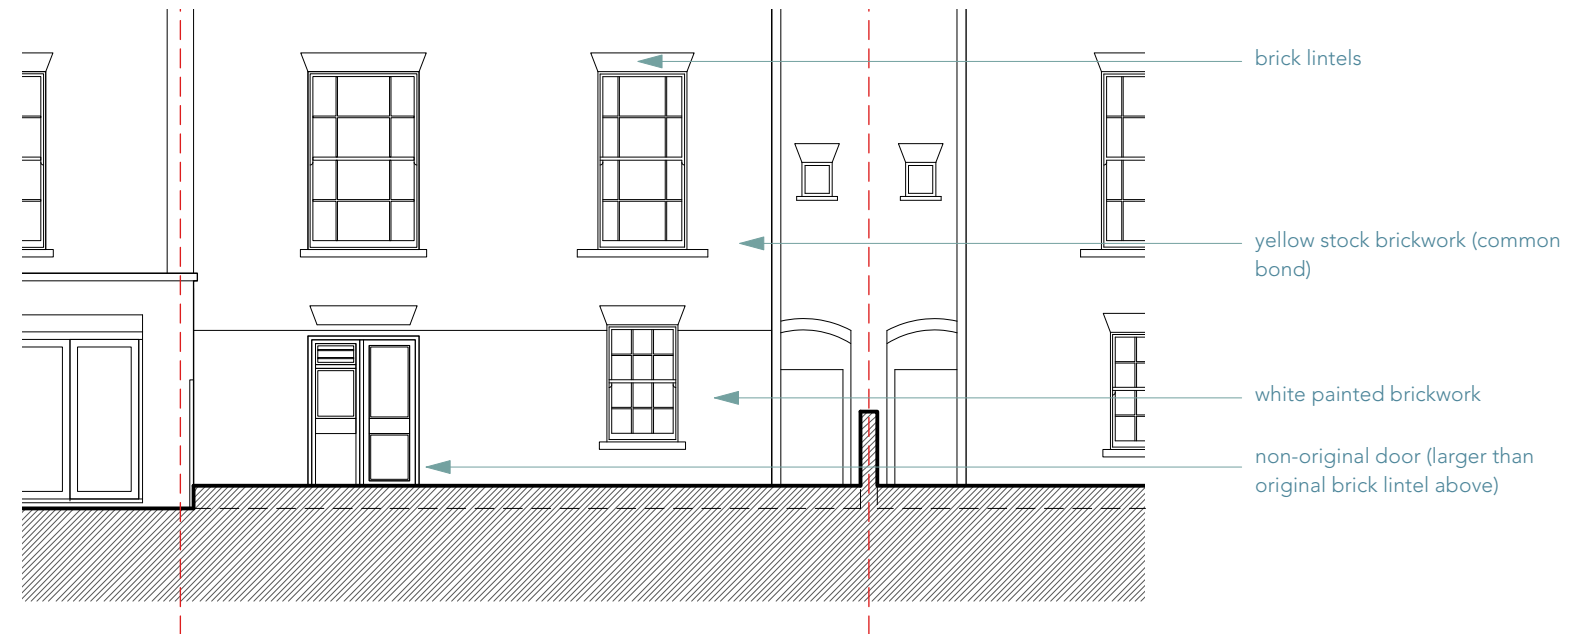 brick lintels
yellow stock brickwork (common
bond)
white painted brickwork
non-original door (larger than
original brick lintel above)